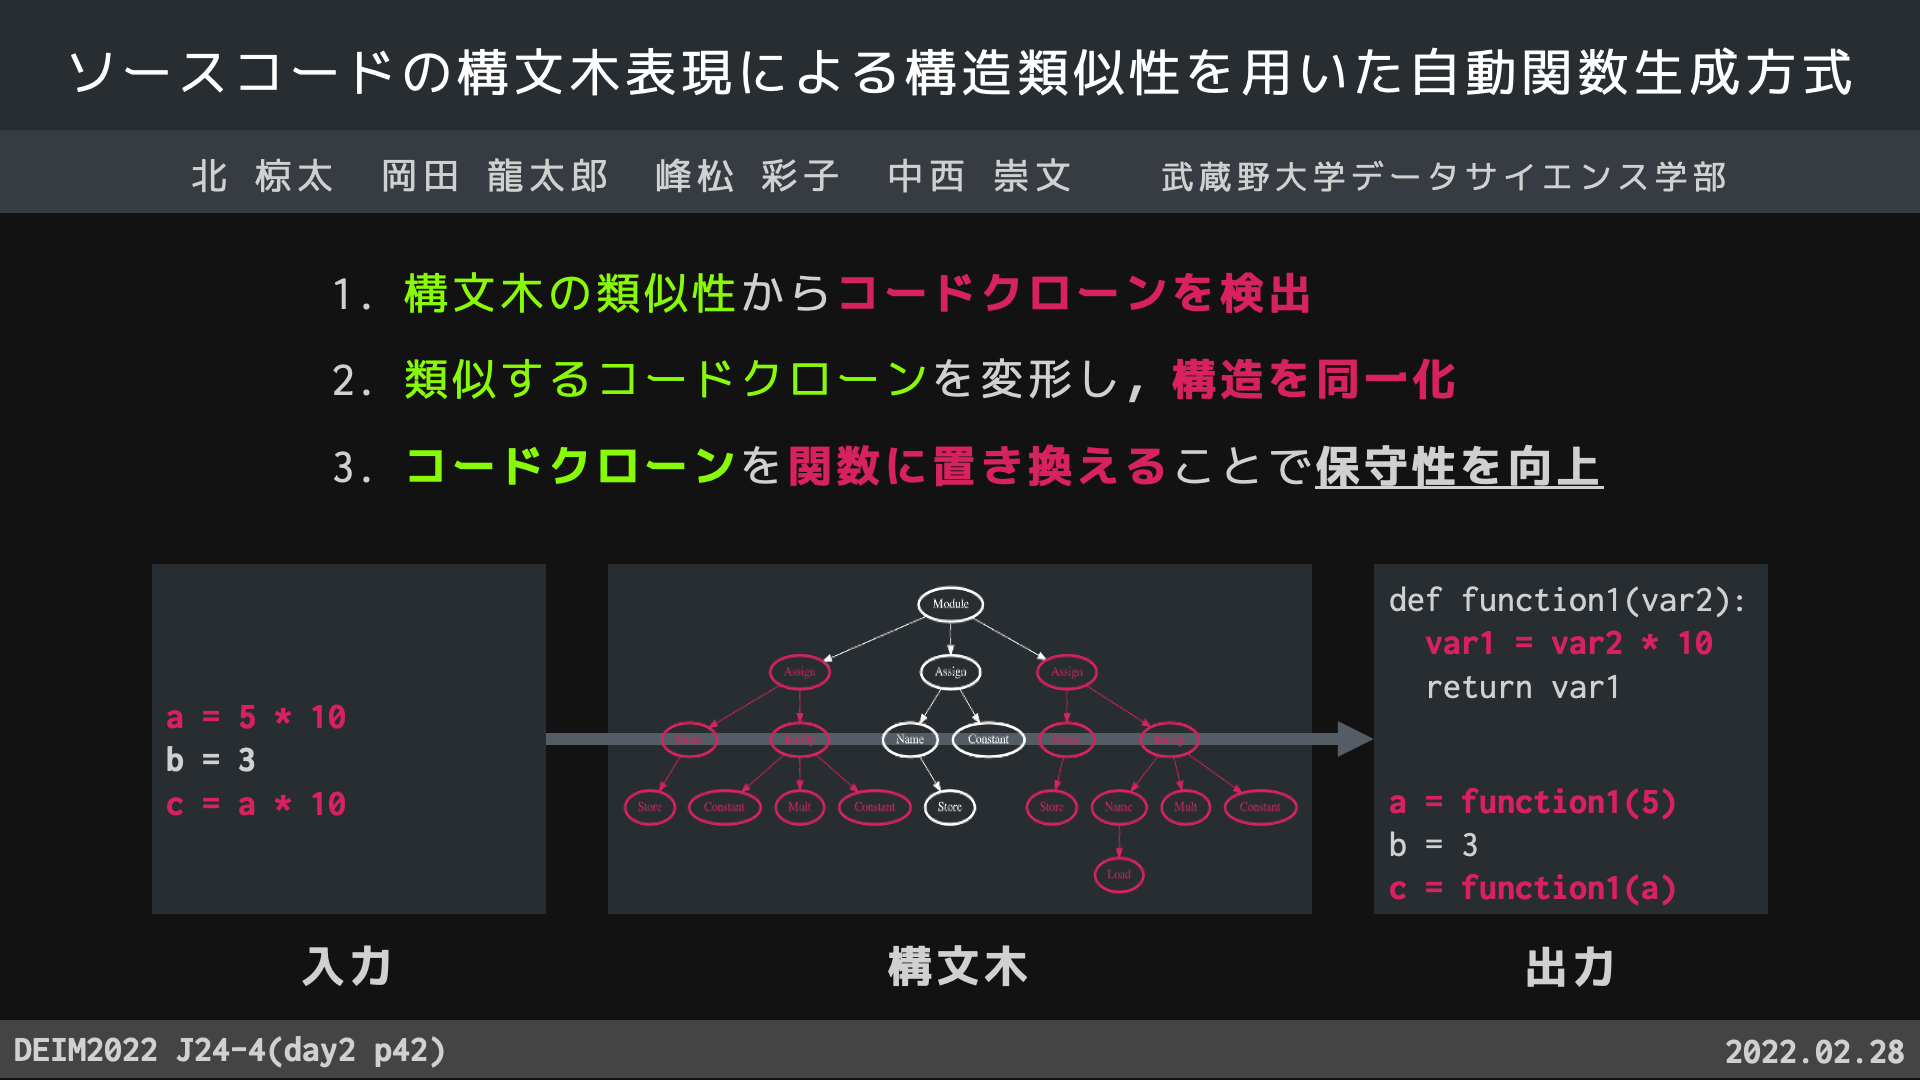 ソースコードの構文木表現による構造類似性を用いた自動関数生成方式
北 椋太 岡田 龍太郎 峰松 彩子 中西 崇文 武蔵野大学データサイエンス学部
1. 構文木の類似性からコードクローンを検出
2. 類似するコードクローンを変形し，構造を同一化
3. コードクローンを関数に置き換えることで保守性を向上
a = 5 * 10
b = 3
c = a * 10
Module
Assign Assign Assign
Name BinOp Name Constant Name BinOp
Store Constant Mult Constant Store Store Name Mult Constant
Load
def function1(var2):
var1 = var2 * 10
return var1
a = function1(5)
b = 3
c = function1(a)
入力 構文木 出力
DEIM2022 J24-4(day2 p42) 2022.02.28